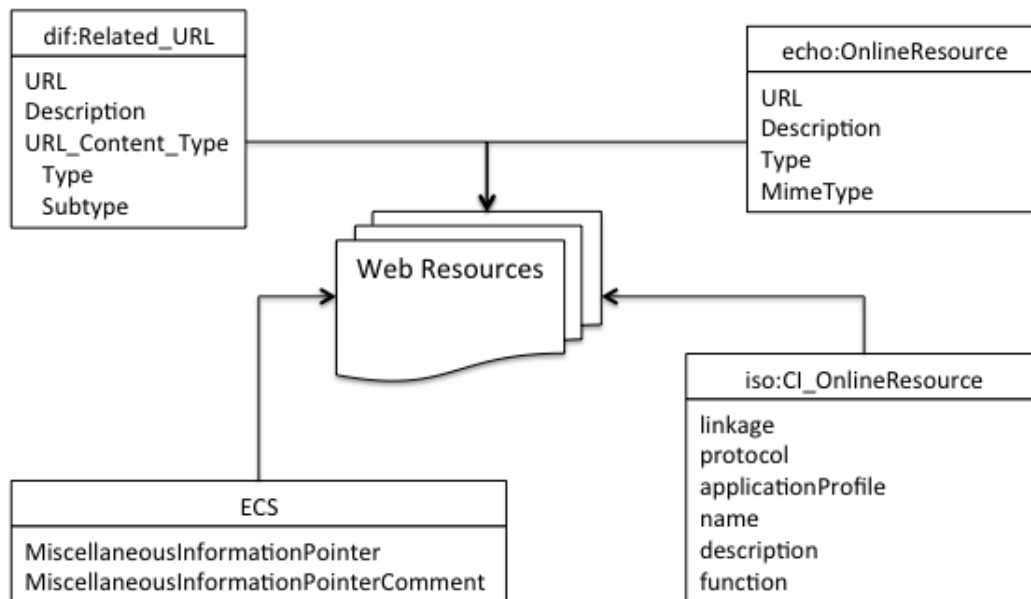 dif:Related_URL
URL
Description
URL_Content_Type
Type
Subtype
echo:OnlineResource
URL
Description
Type
MimeType
Web Resources
ECS
MiscellaneousInformationPointer
MiscellaneousInformationPointerComment
iso:CI_OnlineResource
linkage
protocol
applicationProfile
name
description
function